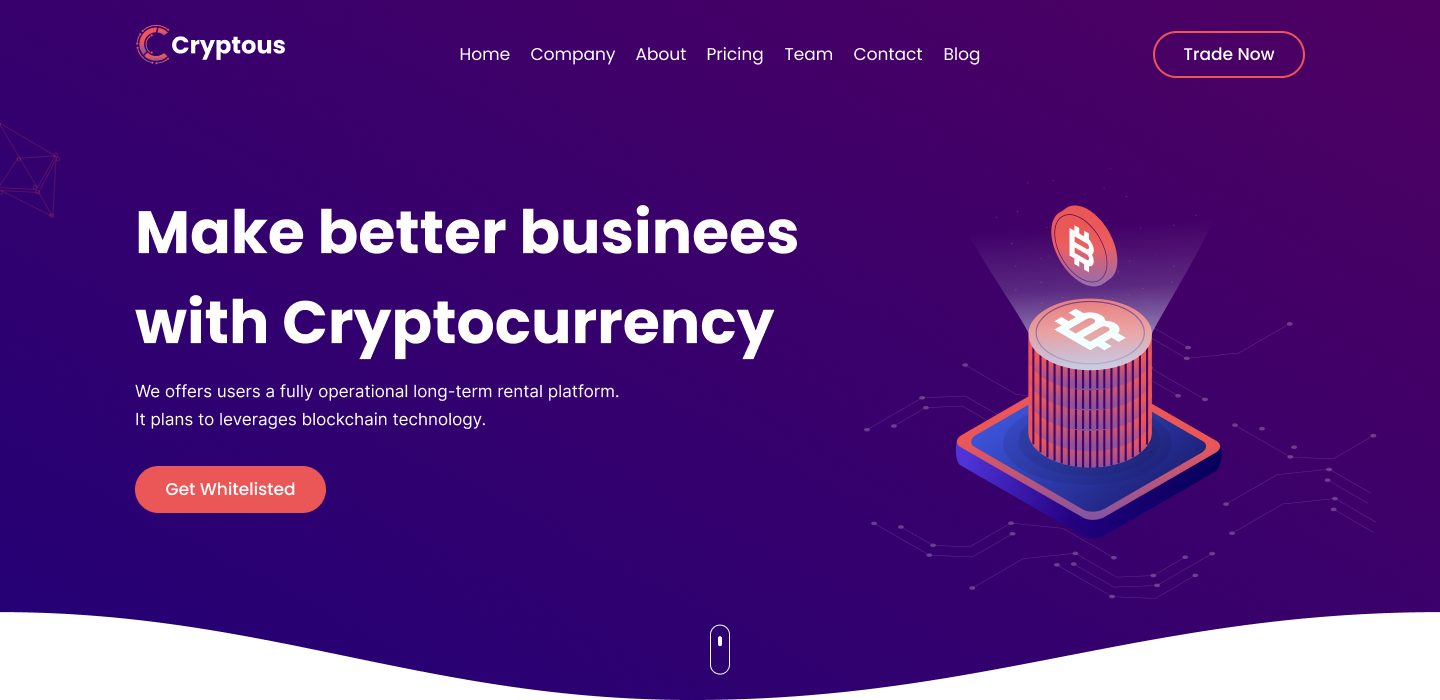 Cryptous
Home Company About Pricing Team Contact Blog
Trade Now
Make better businees
with Cryptocurrency
We offers users a fully operational long-term rental platform.
It plans to leverages blockchain technology.
Get Whitelisted